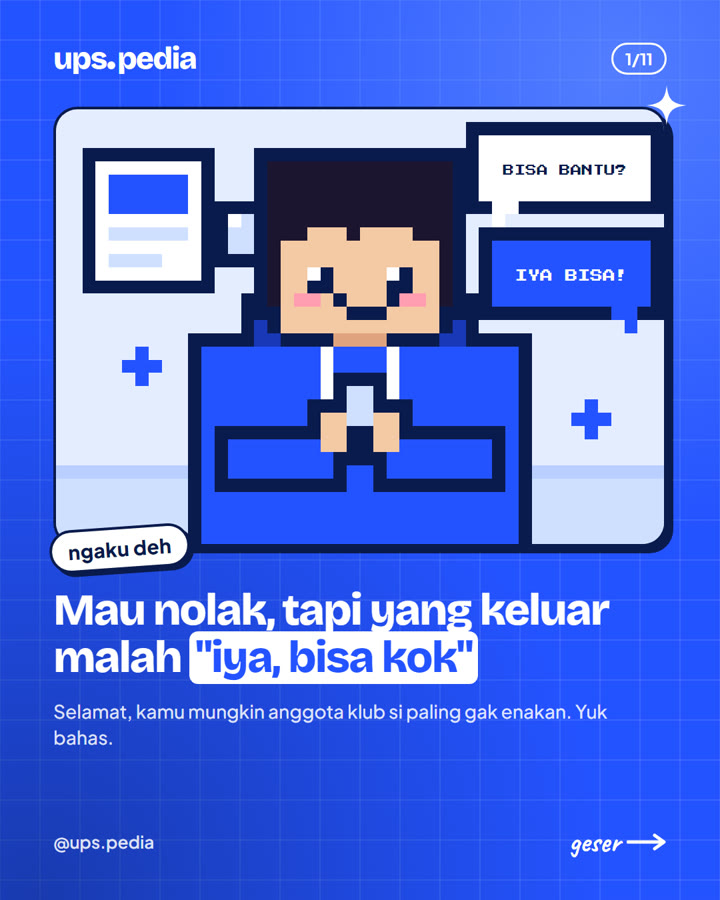 ups.pedia
1/11
BISA BANTU?
IYA BISA!
ngaku deh
Mau nolak, tapi yang keluar
malah "iya, bisa kok"
Selamat, kamu mungkin anggota klub si paling gak enakan. Yuk
bahas.
@ups.pedia
geser